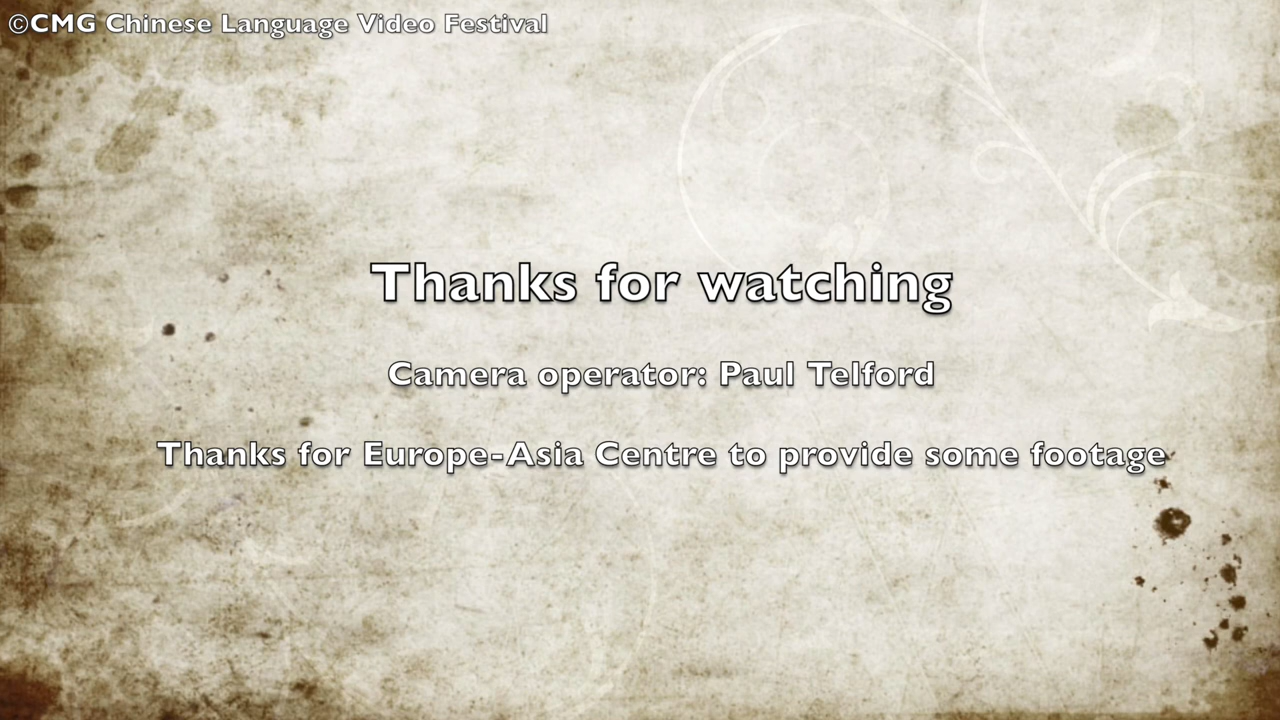 ©CMG Chinese Language Video Festival
Thanks for watching
Camera operator: Paul Telford
Thanks for Europe-Asia Centre to provide some footage